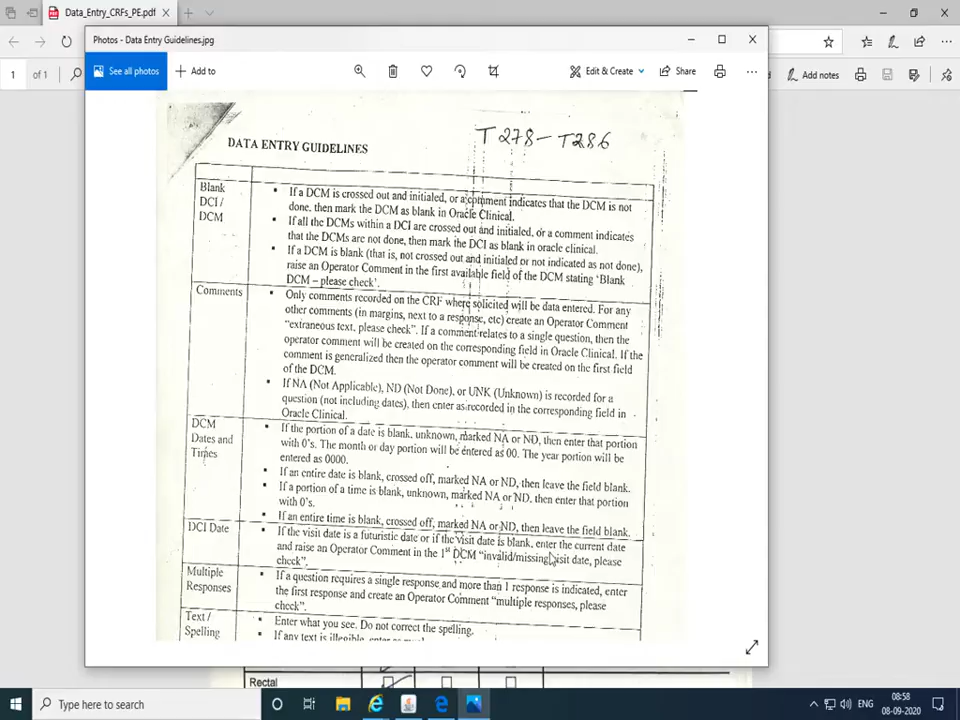 Data_Entry_CRFs_PE.pdf
Photos - Data Entry Guidelines.jpg
See all photos
Add to
Edit & Create
Share
1 of 1
Add notes
T278 - T286
DATA ENTRY GUIDELINES
Blank DCI / DCM
If a DCM is crossed out and initialed, or a comment indicates that the DCM is not
done, then mark the DCM as blank in Oracle Clinical.
If all the DCMs within a DCI are crossed out and initialed, or a comment indicates
that the DCMs are not done, then mark the DCI as blank in oracle clinical.
If a DCM is blank (that is, not crossed out and initialed or not indicated as not done),
raise an Operator Comment in the first available field of the DCM stating 'Blank
DCM – please check'.
Comments
Only comments recorded on the CRF where solicited will be data entered. For any
other comments (in margins, next to a response, etc) create an Operator Comment
"extraneous text, please check". If a comment relates to a single question, then the
operator comment will be created on the corresponding field in Oracle Clinical. If the
comment is generalized then the operator comment will be created on the first field
of the DCM.
If NA (Not Applicable), ND (Not Done), or UNK (Unknown) is recorded for a
question (not including dates), then enter as recorded in the corresponding field in
Oracle Clinical.
DCM Dates and Times
If the portion of a date is blank, unknown, marked NA or ND, then enter that portion
with 0's. The month or day portion will be entered as 00. The year portion will be
entered as 0000.
If an entire date is blank, crossed off, marked NA or ND, then leave the field blank.
If a portion of a time is blank, unknown, marked NA or ND, then enter that portion
with 0's.
If an entire time is blank, crossed off, marked NA or ND, then leave the field blank.
DCI Date
If the visit date is a futuristic date or if the visit date is blank, enter the current date
and raise an Operator Comment in the 1st DCM "invalid/missing visit date, please
check".
Multiple Responses
If a question requires a single response and more than 1 response is indicated, enter
the first response and create an Operator Comment "multiple responses, please
check".
Text / Spelling
Enter what you see. Do not correct the spelling.
If any text is illegible, enter as
Rectal
Type here to search
ENG
08:58
08-09-2020